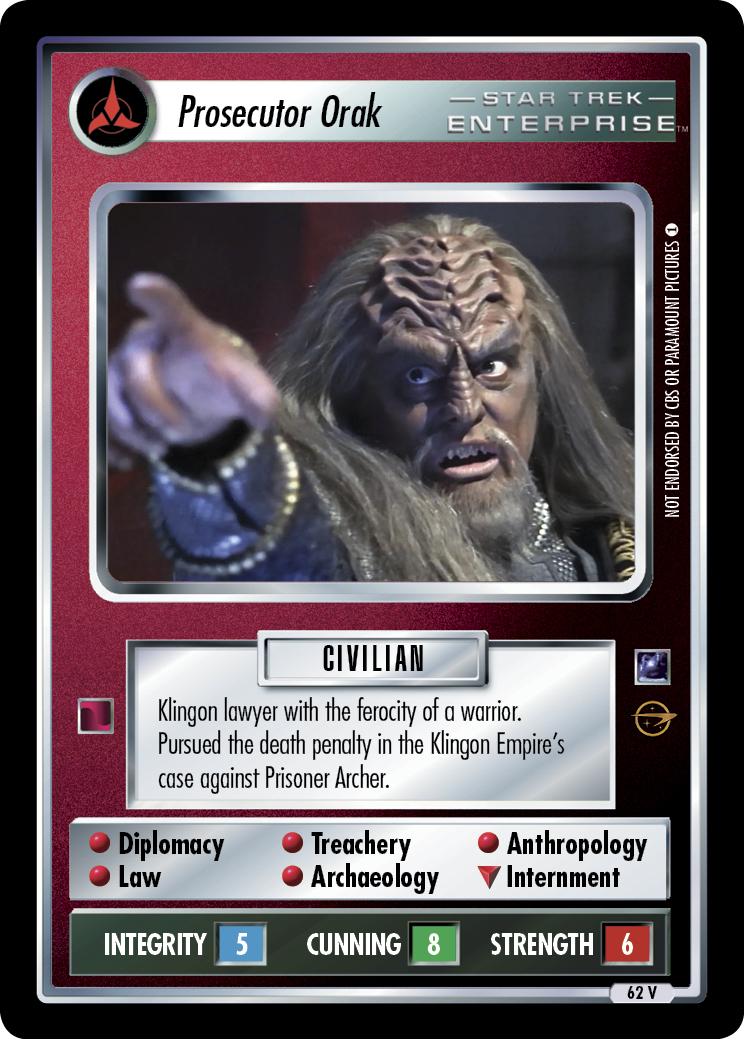 Prosecutor Orak
STAR TREK
ENTERPRISE™
NOT ENDORSED BY CBS OR PARAMOUNT PICTURES 1
CIVILIAN
Klingon lawyer with the ferocity of a warrior.
Pursued the death penalty in the Klingon Empire's
case against Prisoner Archer.
Diplomacy Treachery Anthropology
Law Archaeology Internment
INTEGRITY 5 CUNNING 8 STRENGTH 6
62 V